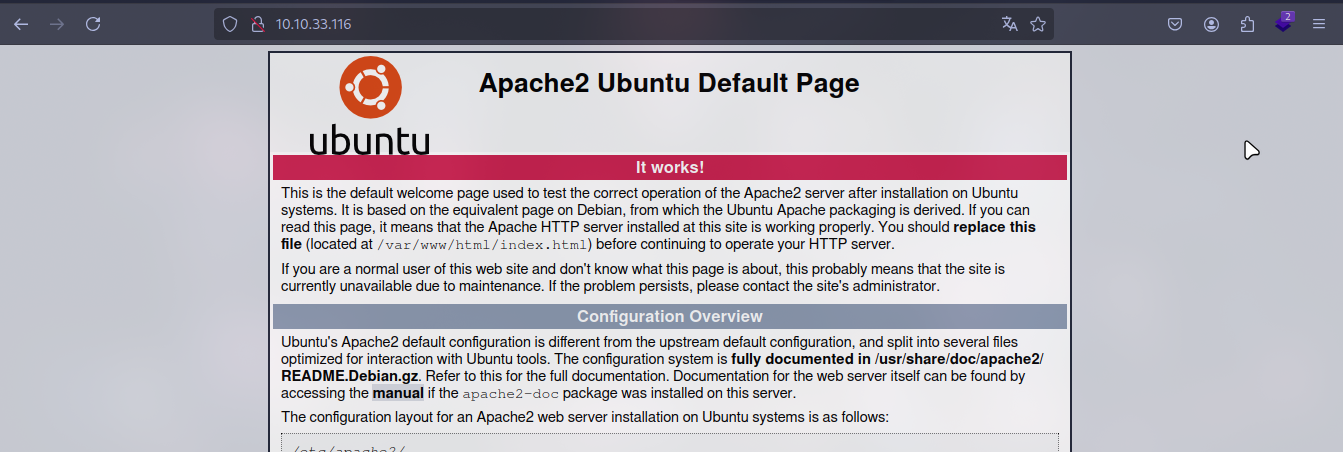 10.10.33.116
2
Apache2 Ubuntu Default Page
ubuntu
It works!
This is the default welcome page used to test the correct operation of the Apache2 server after installation on Ubuntu
systems. It is based on the equivalent page on Debian, from which the Ubuntu Apache packaging is derived. If you can
read this page, it means that the Apache HTTP server installed at this site is working properly. You should replace this
file (located at /var/www/html/index.html) before continuing to operate your HTTP server.
If you are a normal user of this web site and don't know what this page is about, this probably means that the site is
currently unavailable due to maintenance. If the problem persists, please contact the site's administrator.
Configuration Overview
Ubuntu's Apache2 default configuration is different from the upstream default configuration, and split into several files
optimized for interaction with Ubuntu tools. The configuration system is fully documented in /usr/share/doc/apache2/
README.Debian.gz. Refer to this for the full documentation. Documentation for the web server itself can be found by
accessing the manual if the apache2-doc package was installed on this server.
The configuration layout for an Apache2 web server installation on Ubuntu systems is as follows:
/etc/apache2/